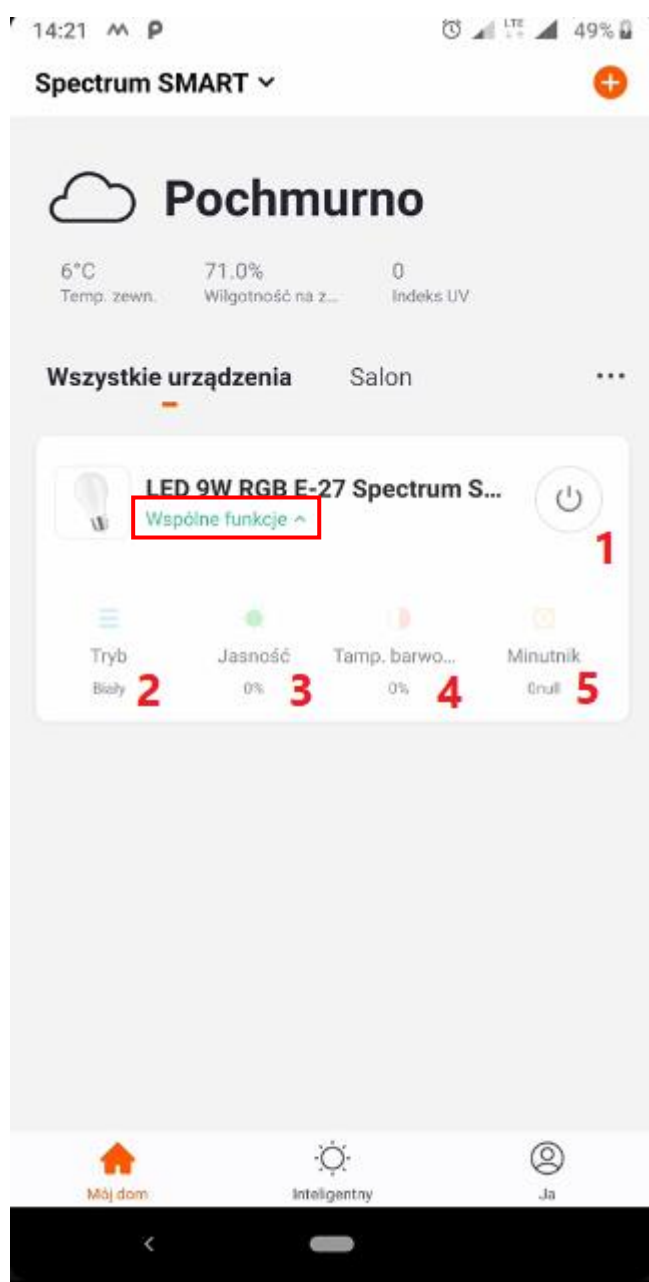 14:21 LTE 49%
Spectrum SMART
Pochmurno
6°C 71.0% 0
Temp. zewn. Wilgotność na z... Indeks UV
Wszystkie urządzenia Salon ...
LED 9W RGB E-27 Spectrum S...
Wspólne funkcje
1
Tryb Jasność Tamp. barwo... Minutnik
Biały 2 0% 3 0% 4 0null 5
Mój dom Inteligentny Ja